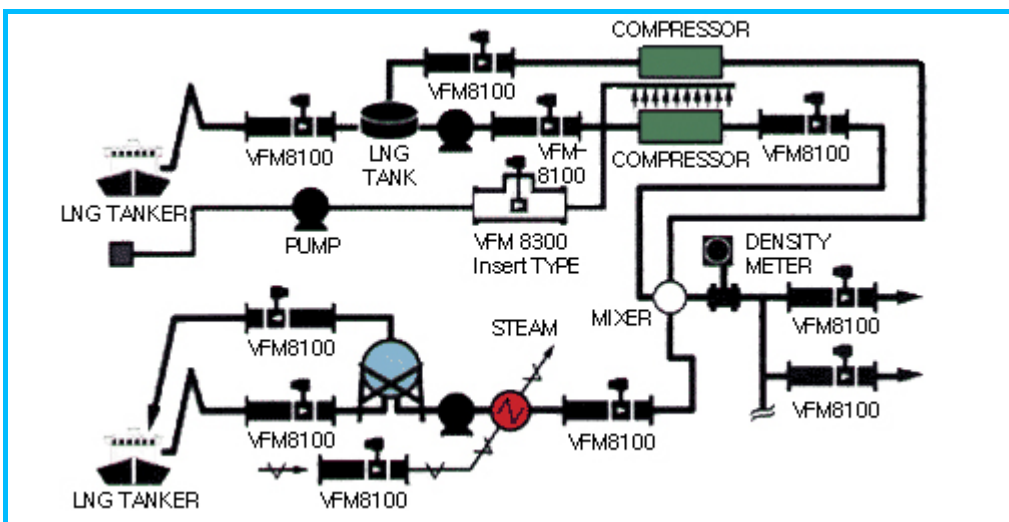 COMPRESSOR
VFM8100
VFM8100
LNG
TANK
VFM-
8100
COMPRESSOR
VFM8100
LNG TANKER
PUMP
VFM 8300
Insert TYPE
DENSITY
METER
MIXER
VFM8100
STEAM
VFM8100
VFM8100
VFM8100
VFM8100
LNG TANKER
VFM8100